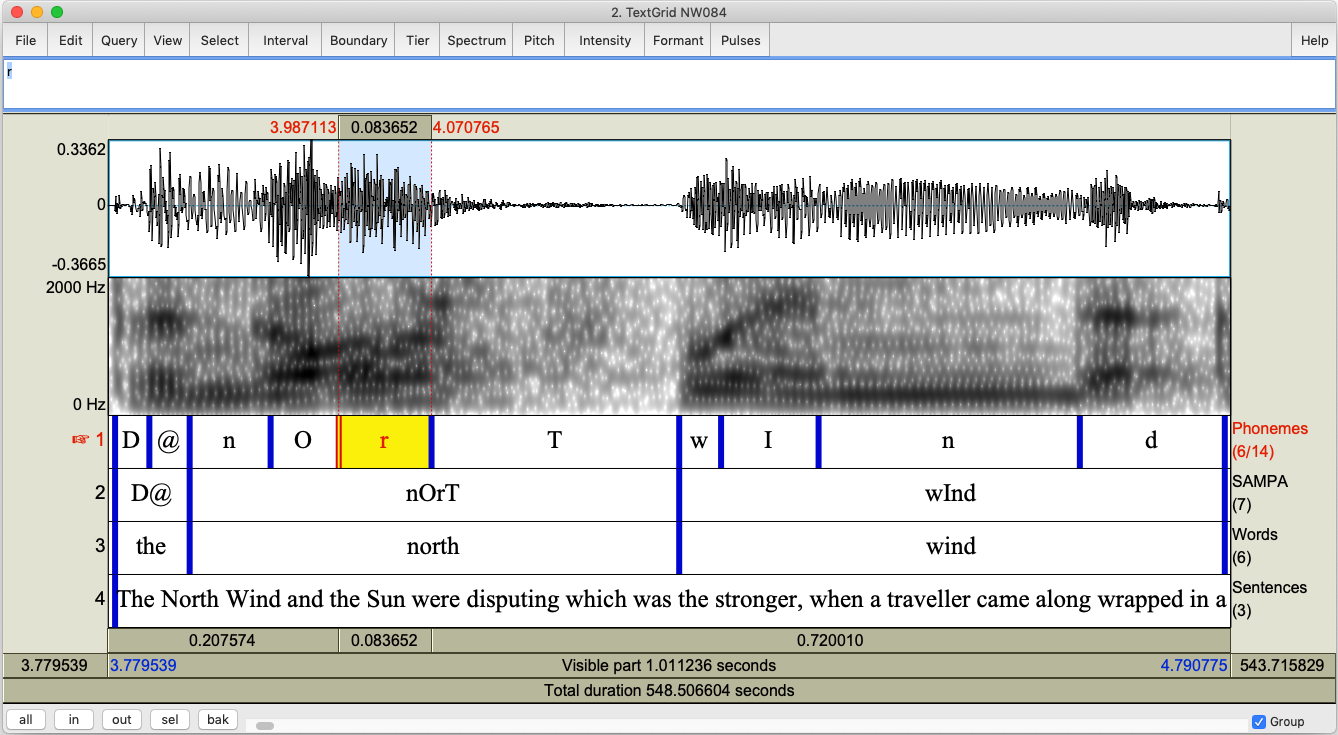 2. TextGrid NW084
File Edit Query View Select Interval Boundary Tier Spectrum Pitch Intensity Formant Pulses Help
r
3.987113 0.083652 4.070765
0.3362
0
-0.3665
2000 Hz
0 Hz
☞ 1 D @ n O r T w I n d Phonemes
(6/14)
2 D@ nOrT wInd SAMPA
(7)
3 the north wind Words
(6)
4 The North Wind and the Sun were disputing which was the stronger, when a traveller came along wrapped in a Sentences
(3)
0.207574 0.083652 0.720010
3.779539 3.779539 Visible part 1.011236 seconds 4.790775 543.715829
Total duration 548.506604 seconds
all in out sel bak Group